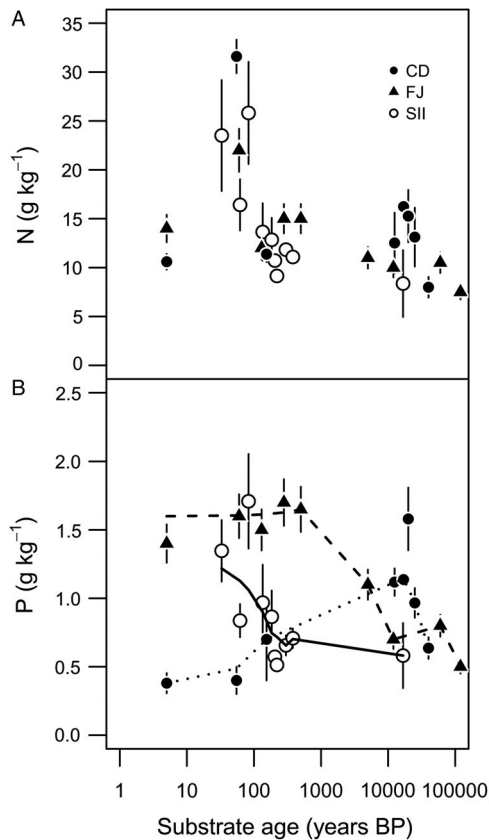 A
35
30
25
20
15
10
5
0
N (g kg⁻¹)
CD
FJ
SII
B
2.5
2.0
1.5
1.0
0.5
0.0
P (g kg⁻¹)
1 10 100 1000 10000 100000
Substrate age (years BP)